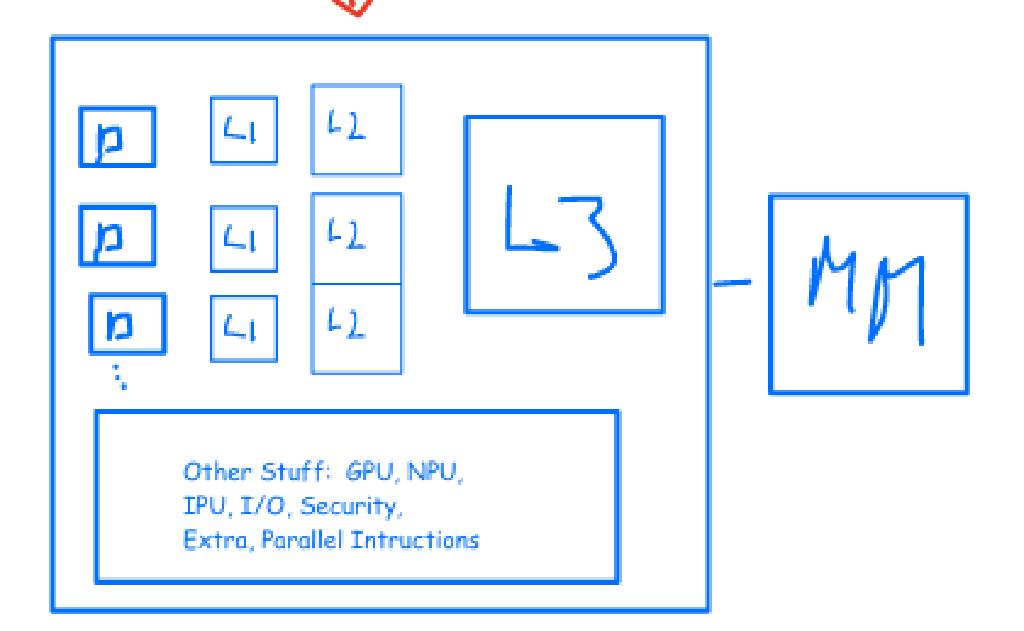 P L1 L2
P L1 L2
P L1 L2
L3
MM
Other Stuff: GPU, NPU,
IPU, I/O, Security,
Extra, Parallel Intructions